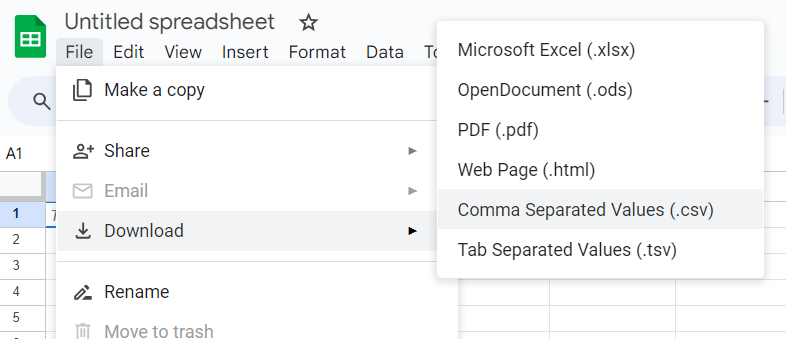 Untitled spreadsheet
File Edit View Insert Format Data
Make a copy
Share
Email
Download
Rename
Move to trash
Microsoft Excel (.xlsx)
OpenDocument (.ods)
PDF (.pdf)
Web Page (.html)
Comma Separated Values (.csv)
Tab Separated Values (.tsv)
A1
1
2
3
4
5